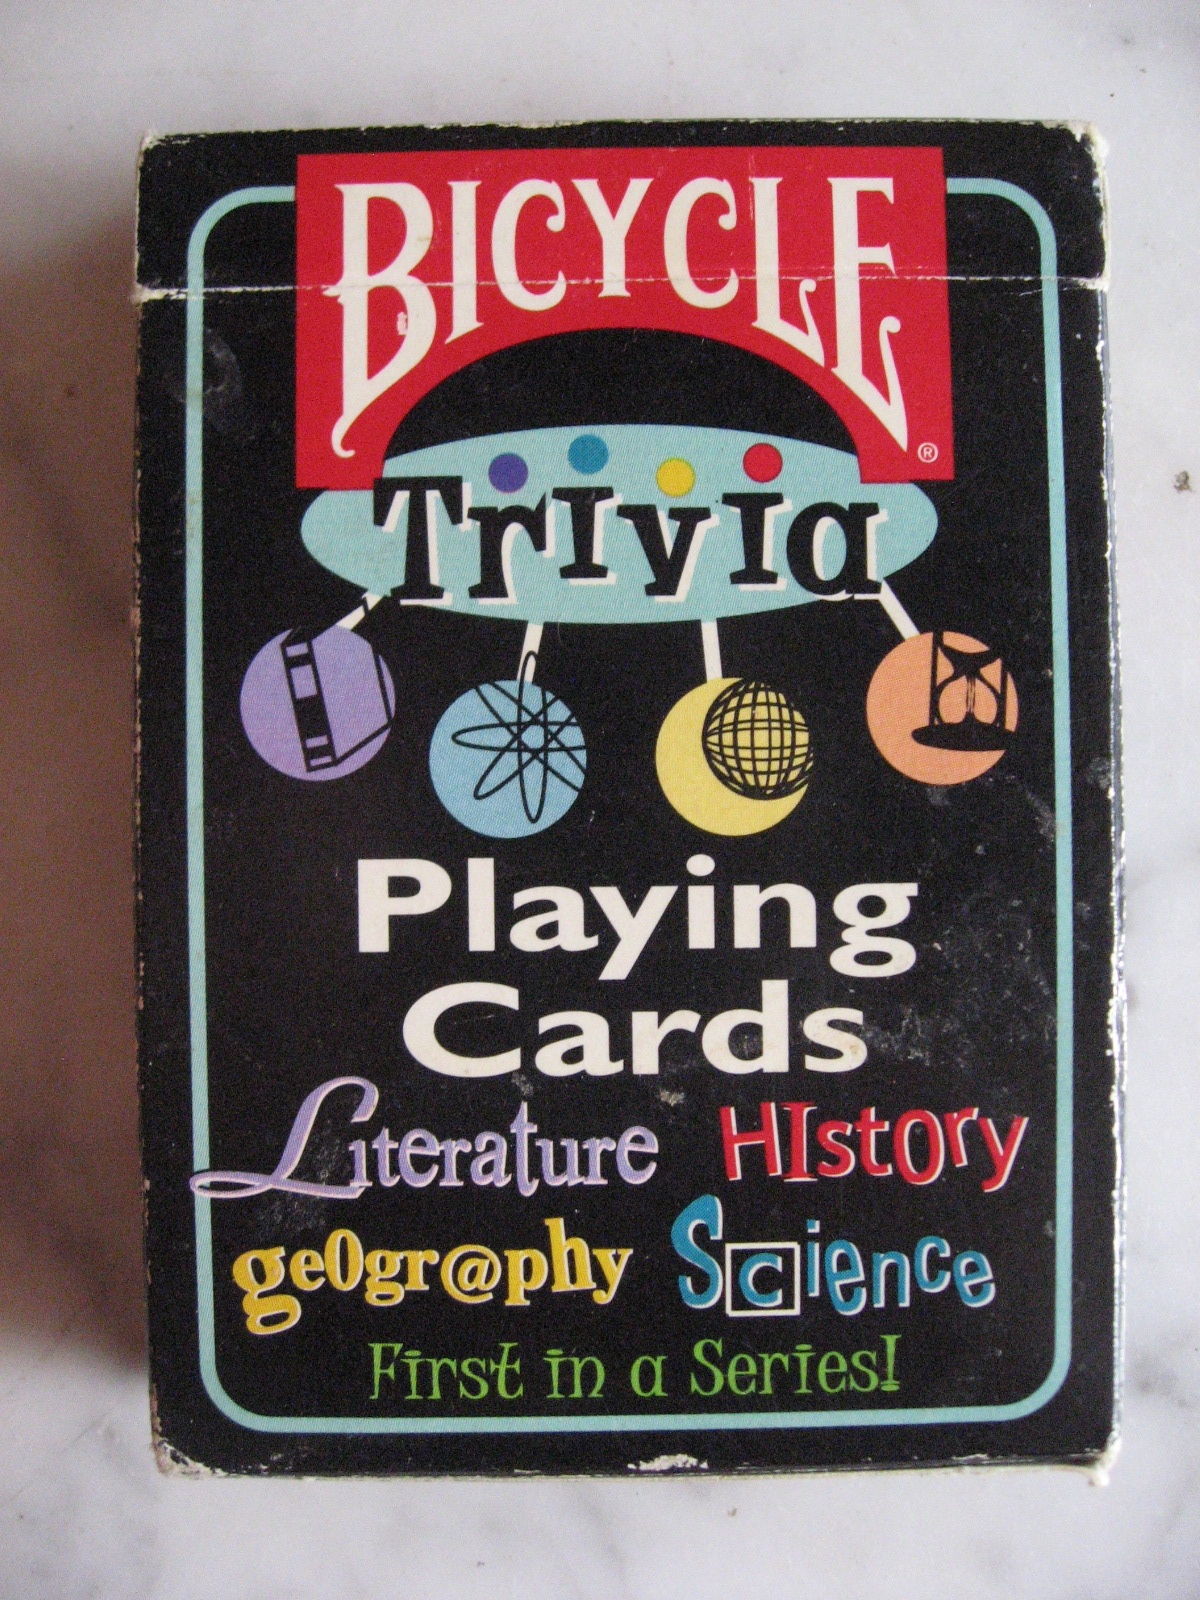 BICYCLE
®
Trivia
Playing
Cards
Literature HIstory
ge0gr@phy Science
First in a Series!